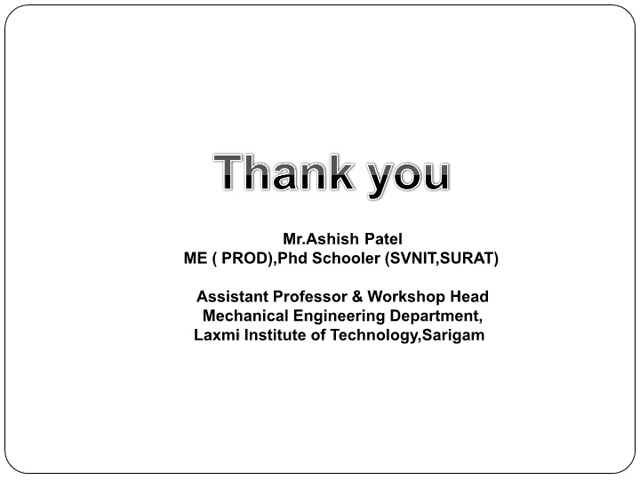 Thank you
Mr.Ashish Patel
ME ( PROD),Phd Schooler (SVNIT,SURAT)
Assistant Professor & Workshop Head
Mechanical Engineering Department,
Laxmi Institute of Technology,Sarigam